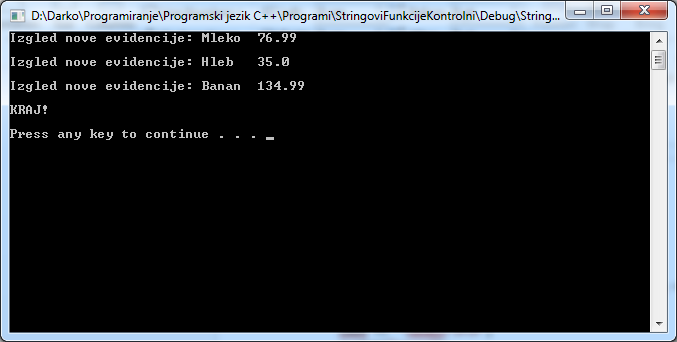 D:\Darko\Programiranje\Programski jezik C++\Programi\StringoviFunkcijeKontrolni\Debug\String...
Izgled nove evidencije: Mleko  76.99
Izgled nove evidencije: Hleb   35.0
Izgled nove evidencije: Banan  134.99
KRAJ!
Press any key to continue . . . _